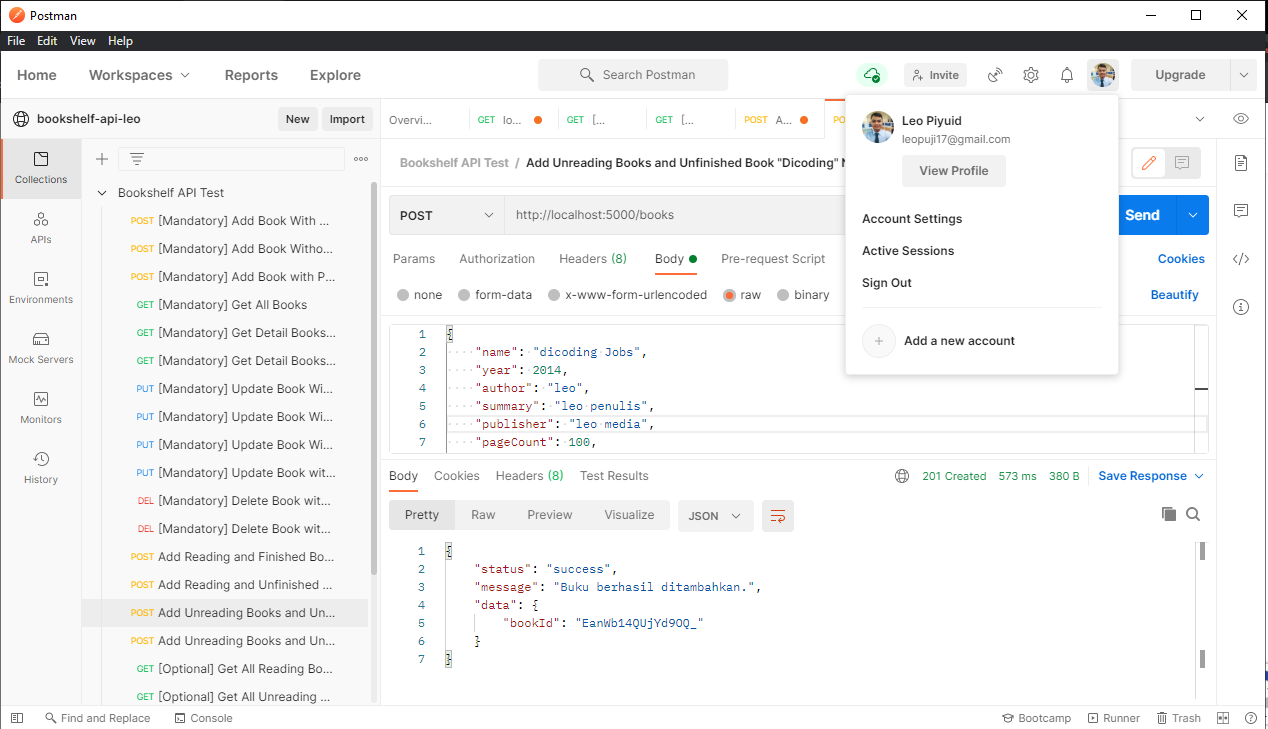 Postman
File Edit View Help
Home Workspaces Reports Explore Search Postman Invite Upgrade
bookshelf-api-leo New Import
Overvi... GET lo... GET [... GET [... POST A... PO
Leo Piyuid
leopuji17@gmail.com
View Profile
Account Settings
Active Sessions
Sign Out
Add a new account
Collections
APIs
Environments
Mock Servers
Monitors
History
Bookshelf API Test
POST [Mandatory] Add Book With ...
POST [Mandatory] Add Book Witho...
POST [Mandatory] Add Book with P...
GET [Mandatory] Get All Books
GET [Mandatory] Get Detail Books...
GET [Mandatory] Get Detail Books...
PUT [Mandatory] Update Book Wi...
PUT [Mandatory] Update Book Wi...
PUT [Mandatory] Update Book Wi...
PUT [Mandatory] Update Book wit...
DEL [Mandatory] Delete Book wit...
DEL [Mandatory] Delete Book wit...
POST Add Reading and Finished Bo...
POST Add Reading and Unfinished ...
POST Add Unreading Books and Un...
POST Add Unreading Books and Un...
GET [Optional] Get All Reading Bo...
GET [Optional] Get All Unreading ...
Bookshelf API Test / Add Unreading Books and Unfinished Book "Dicoding" N
POST http://localhost:5000/books Send
Params Authorization Headers (8) Body Pre-request Script Cookies
none form-data x-www-form-urlencoded raw binary Beautify
1 {
2 "name": "dicoding Jobs",
3 "year": 2014,
4 "author": "leo",
5 "summary": "leo penulis",
6 "publisher": "leo media",
7 "pageCount": 100,
Body Cookies Headers (8) Test Results 201 Created 573 ms 380 B Save Response
Pretty Raw Preview Visualize JSON
1 {
2 "status": "success",
3 "message": "Buku berhasil ditambahkan.",
4 "data": {
5 "bookId": "EanWb14QUjYd9OQ_"
6 }
7 }
Find and Replace Console Bootcamp Runner Trash